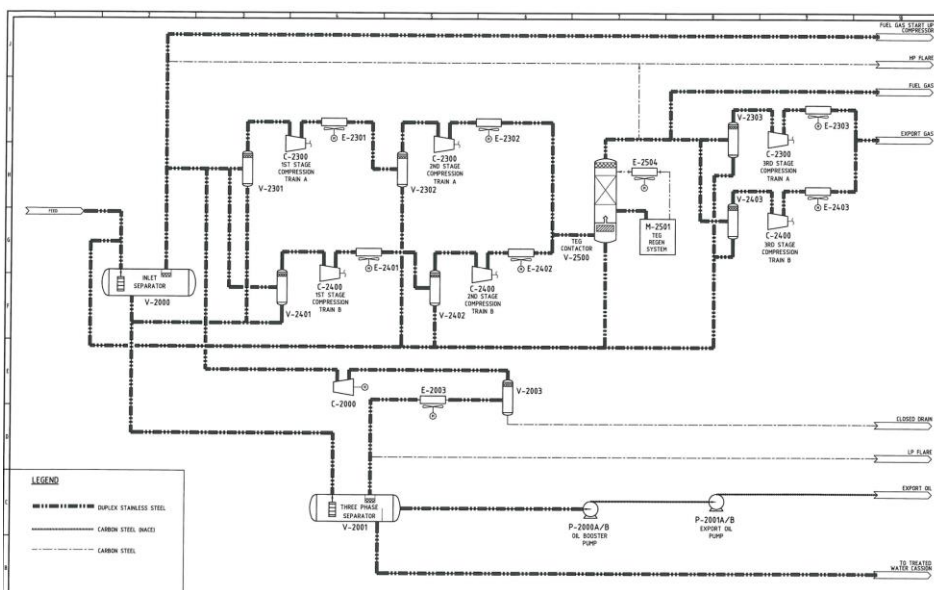 FUEL GAS START UP
COMPRESSOR
HP FLARE
FUEL GAS
EXPORT GAS
V-2303
C-2300
3RD STAGE
COMPRESSION
TRAIN A
E-2303
V-2403
C-2400
3RD STAGE
COMPRESSION
TRAIN B
E-2403
E-2301
C-2300
1ST STAGE
COMPRESSION
TRAIN A
V-2301
E-2302
C-2300
2ND STAGE
COMPRESSION
TRAIN A
V-2302
E-2504
M-2501
TEG
REGEN
SYSTEM
TEG
CONTACTOR
V-2500
FEED
INLET
SEPARATOR
V-2000
E-2401
C-2400
1ST STAGE
COMPRESSION
TRAIN B
V-2401
E-2402
C-2400
2ND STAGE
COMPRESSION
TRAIN B
V-2402
C-2000
E-2003
V-2003
CLOSED DRAIN
LP FLARE
EXPORT OIL
THREE PHASE
SEPARATOR
V-2001
P-2000A/B
OIL BOOSTER
PUMP
P-2001A/B
EXPORT OIL
PUMP
TO TREATED
WATER CASSION
LEGEND
DUPLEX STAINLESS STEEL
CARBON STEEL (NACE)
CARBON STEEL